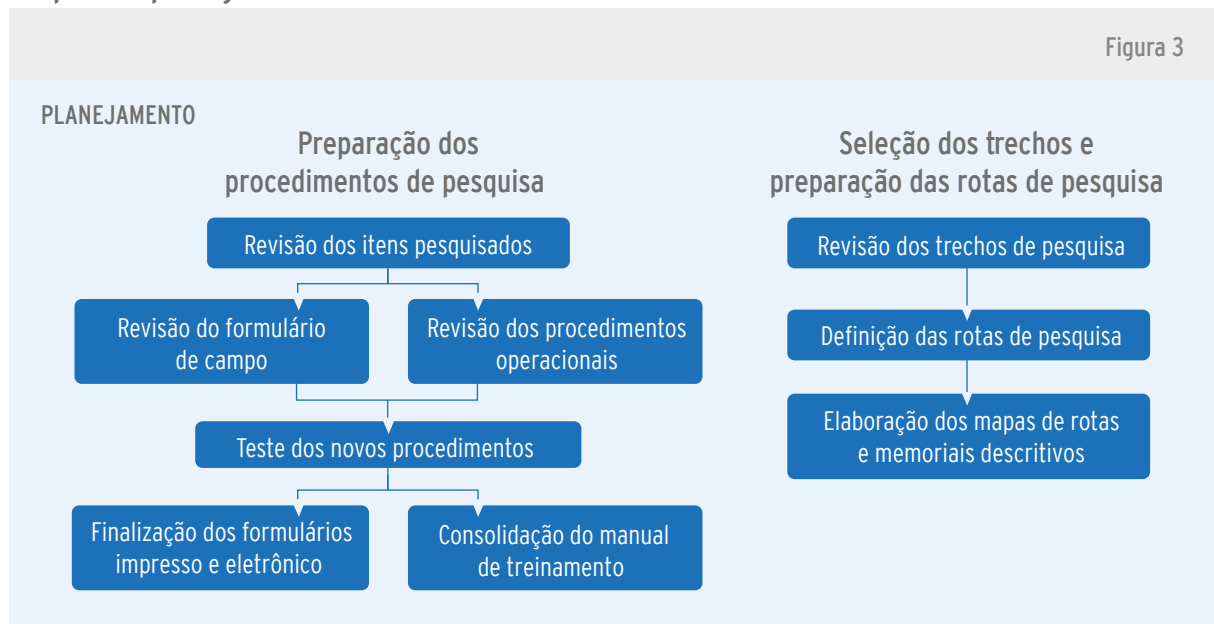 Figura 3
PLANEJAMENTO
Preparação dos
procedimentos de pesquisa
Revisão dos itens pesquisados
Revisão do formulário
de campo
Revisão dos procedimentos
operacionais
Teste dos novos procedimentos
Finalização dos formulários
impresso e eletrônico
Consolidação do manual
de treinamento
Seleção dos trechos e
preparação das rotas de pesquisa
Revisão dos trechos de pesquisa
Definição das rotas de pesquisa
Elaboração dos mapas de rotas
e memoriais descritivos